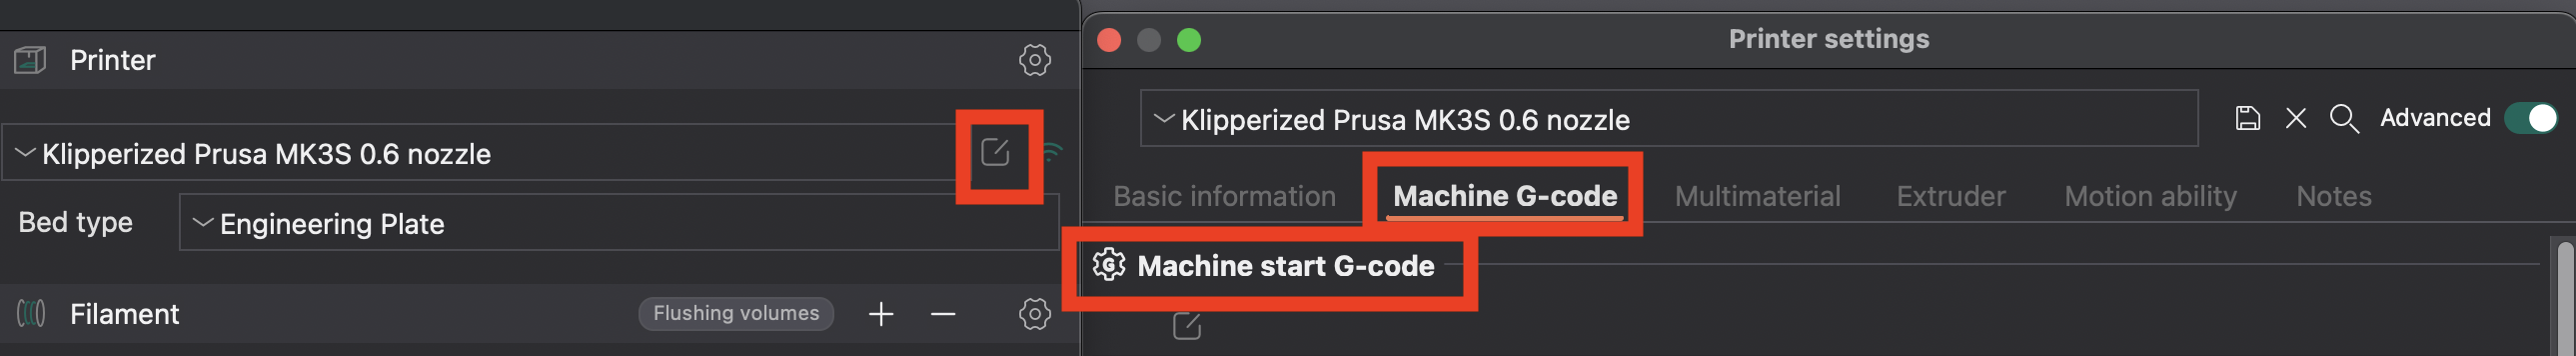 Printer
Klipperized Prusa MK3S 0.6 nozzle
Bed type
Engineering Plate
Filament
Flushing volumes
Printer settings
Klipperized Prusa MK3S 0.6 nozzle
Advanced
Basic information Machine G-code Multimaterial Extruder Motion ability Notes
Machine start G-code